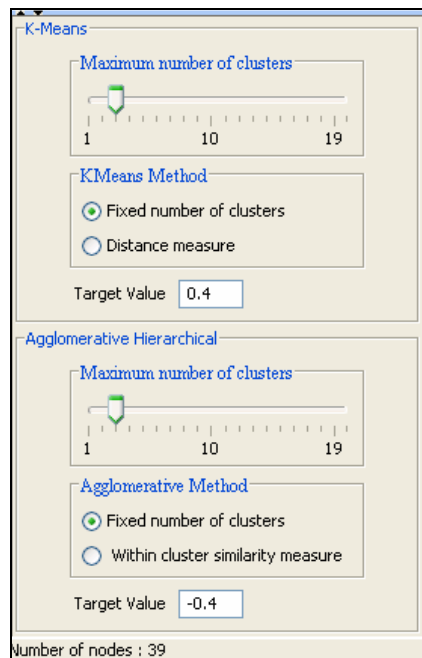 K-Means
Maximum number of clusters
1 10 19
KMeans Method
Fixed number of clusters
Distance measure
Target Value 0.4
Agglomerative Hierarchical
Maximum number of clusters
1 10 19
Agglomerative Method
Fixed number of clusters
Within cluster similarity measure
Target Value -0.4
Number of nodes : 39